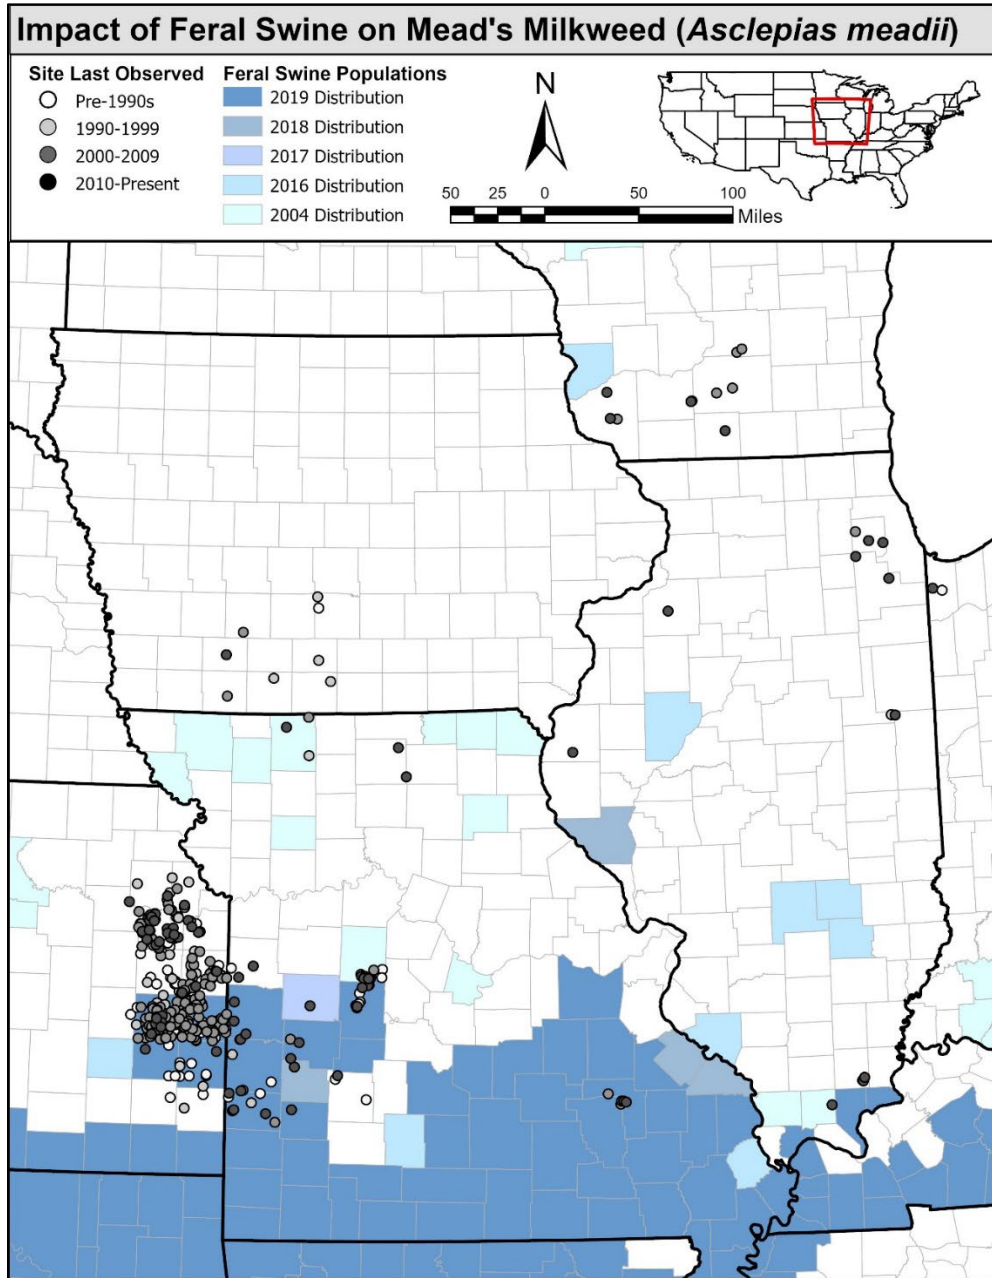 Impact of Feral Swine on Mead's Milkweed (Asclepias meadii)
Site Last Observed
Pre-1990s
1990-1999
2000-2009
2010-Present
Feral Swine Populations
2019 Distribution
2018 Distribution
2017 Distribution
2016 Distribution
2004 Distribution
N
50 25 0 50 100
Miles